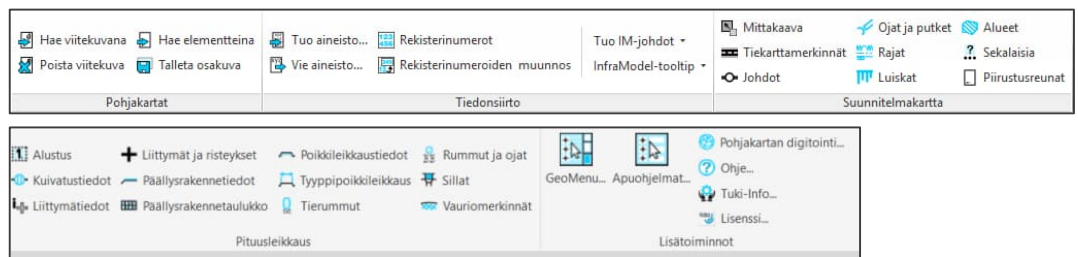 Hae viitekuvana Hae elementteina Tuo aineisto... Rekisterinumerot Tuo IM-johdot Mittakaava Ojat ja putket Alueet
Poista viitekuva Talleta osakuva Vie aineisto... Rekisterinumeroiden muunnos InfraModel-tooltip Tiekarttamerkinnät Rajat Sekalaisia
Johdot Luiskat Piirustusreunat
Pohjakartat Tiedonsiirto Suunnitelmakartta
Alustus Liittymät ja risteykset Poikkileikkaustiedot Rummut ja ojat Pohjakartan digitointi...
Kuivatustiedot Päällysrakennetiedot Tyyppipoikkileikkaus Sillat GeoMenu... Apuohjelmat... Ohje...
Liittymätiedot Päällysrakennetaulukko Tierummut Vauriomerkinnät Tuki-Info...
Lisenssi...
Pituusleikkaus Lisätoiminnot